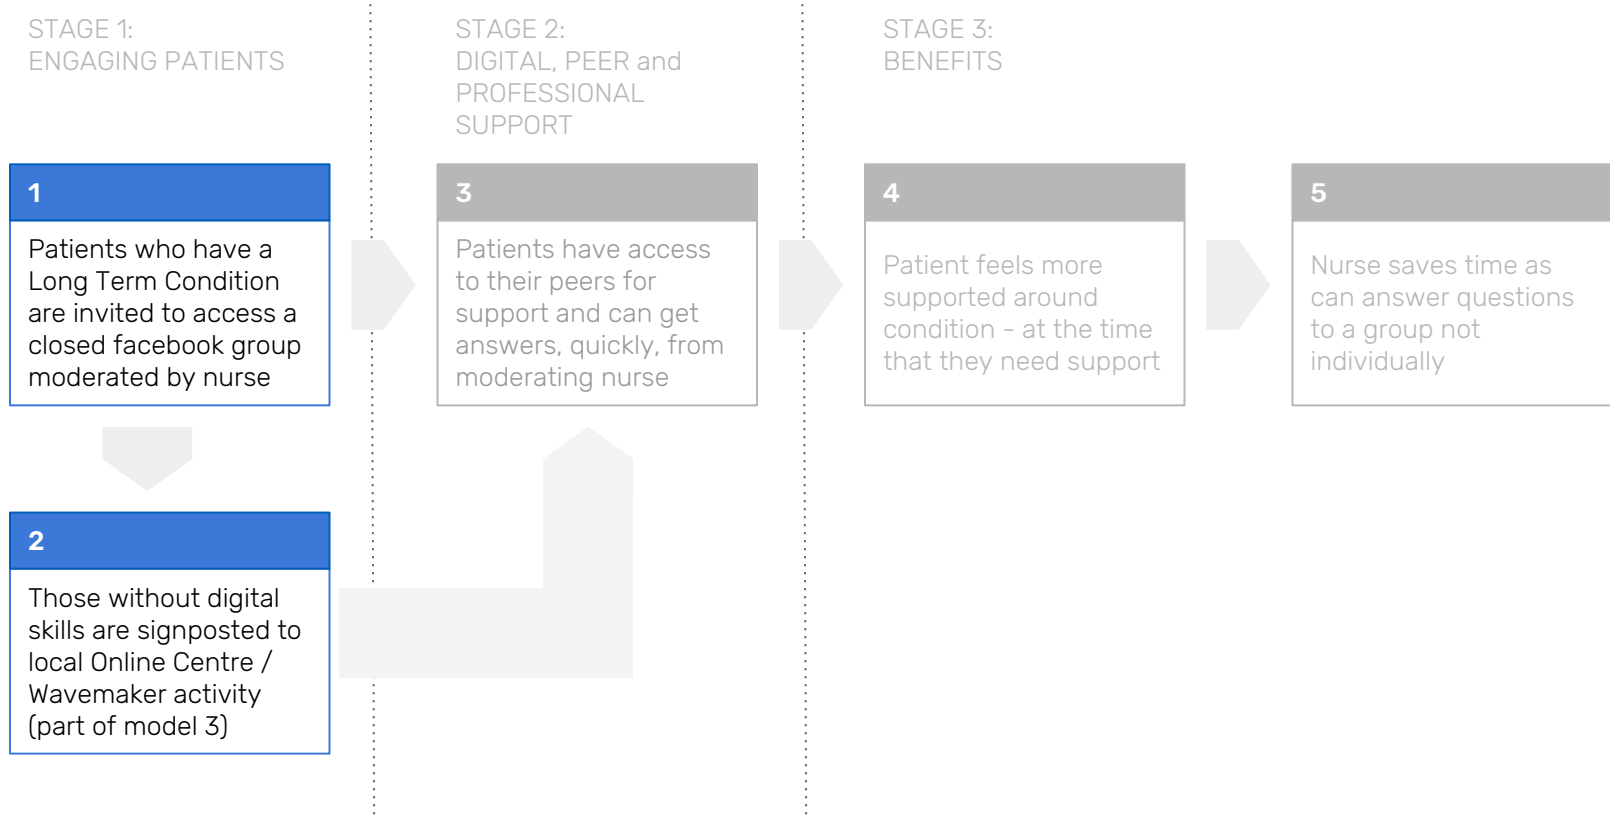 STAGE 1:
ENGAGING PATIENTS
STAGE 2:
DIGITAL, PEER and
PROFESSIONAL
SUPPORT
STAGE 3:
BENEFITS
1
Patients who have a
Long Term Condition
are invited to access a
closed facebook group
moderated by nurse
2
Those without digital
skills are signposted to
local Online Centre /
Wavemaker activity
(part of model 3)
3
Patients have access
to their peers for
support and can get
answers, quickly, from
moderating nurse
4
Patient feels more
supported around
condition - at the time
that they need support
5
Nurse saves time as
can answer questions
to a group not
individually